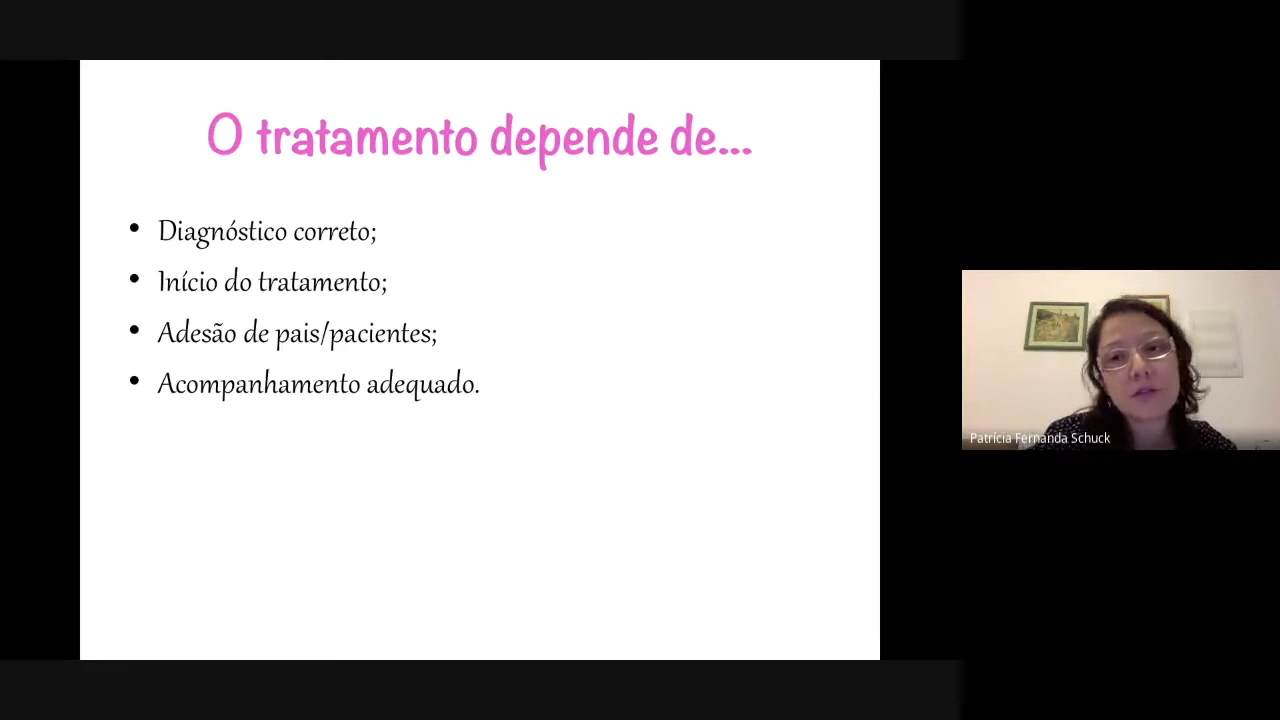 O tratamento depende de...
• Diagnóstico correto;
• Início do tratamento;
• Adesão de pais/pacientes;
• Acompanhamento adequado.
Patrícia Fernanda Schuck